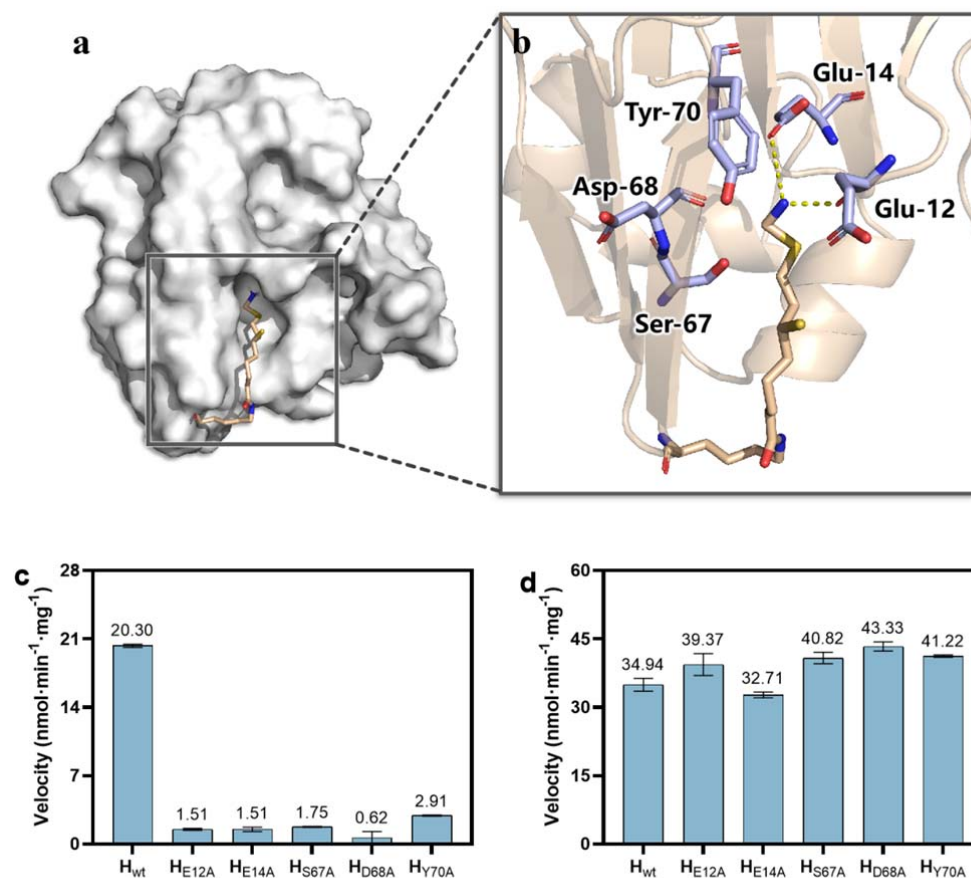 a
b
Glu-14
Tyr-70
Asp-68
Glu-12
Ser-67
c
28
21
14
7
0
Velocity (nmol·min⁻¹·mg⁻¹)
20.30
1.51
1.51
1.75
0.62
2.91
H_wt
H_E12A
H_E14A
H_S67A
H_D68A
H_Y70A
d
60
45
30
15
0
Velocity (nmol·min⁻¹·mg⁻¹)
34.94
39.37
32.71
40.82
43.33
41.22
H_wt
H_E12A
H_E14A
H_S67A
H_D68A
H_Y70A